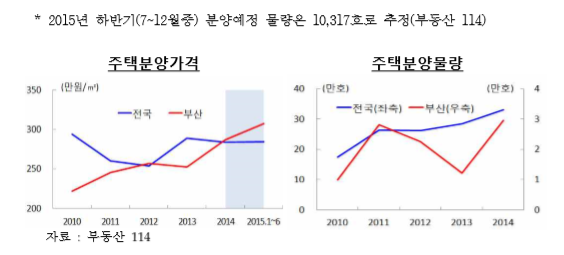 * 2015년 하반기(7~12월중) 분양예정 물량은 10,317호로 추정(부동산 114)
주택분양가격
주택분양물량
(만원/㎡)
350
300
250
200
전국
부산
2010 2011 2012 2013 2014 2015.1~6
(만호)
(만호)
40
30
20
10
0
전국(좌축)
부산(우축)
4
3
2
1
0
2010 2011 2012 2013 2014
자료 : 부동산 114